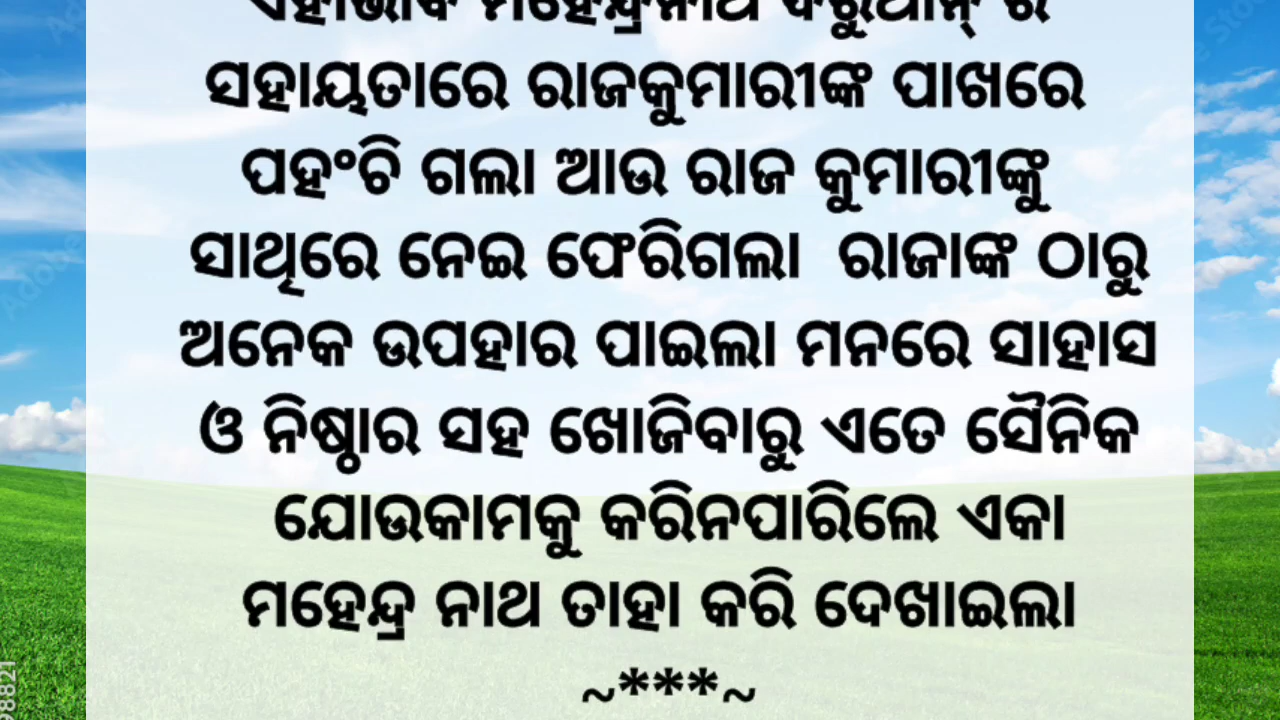 ସହାୟତାରେ ରାଜକୁମାରୀଙ୍କ ପାଖରେ
ପହଂଚି ଗଲା ଆଉ ରାଜ କୁମାରୀଙ୍କୁ
ସାଥିରେ ନେଇ ଫେରିଗଲା ରାଜାଙ୍କ ଠାରୁ
ଅନେକ ଉପହାର ପାଇଲା ମନରେ ସାହାସ
ଓ ନିଷ୍ଠାର ସହ ଖୋଜିବାରୁ ଏତେ ସୈନିକ
ଯୋଉକାମକୁ କରିନପାରିଲେ ଏକା
ମହେନ୍ଦ୍ର ନାଥ ତାହା କରି ଦେଖାଇଲା
~***~